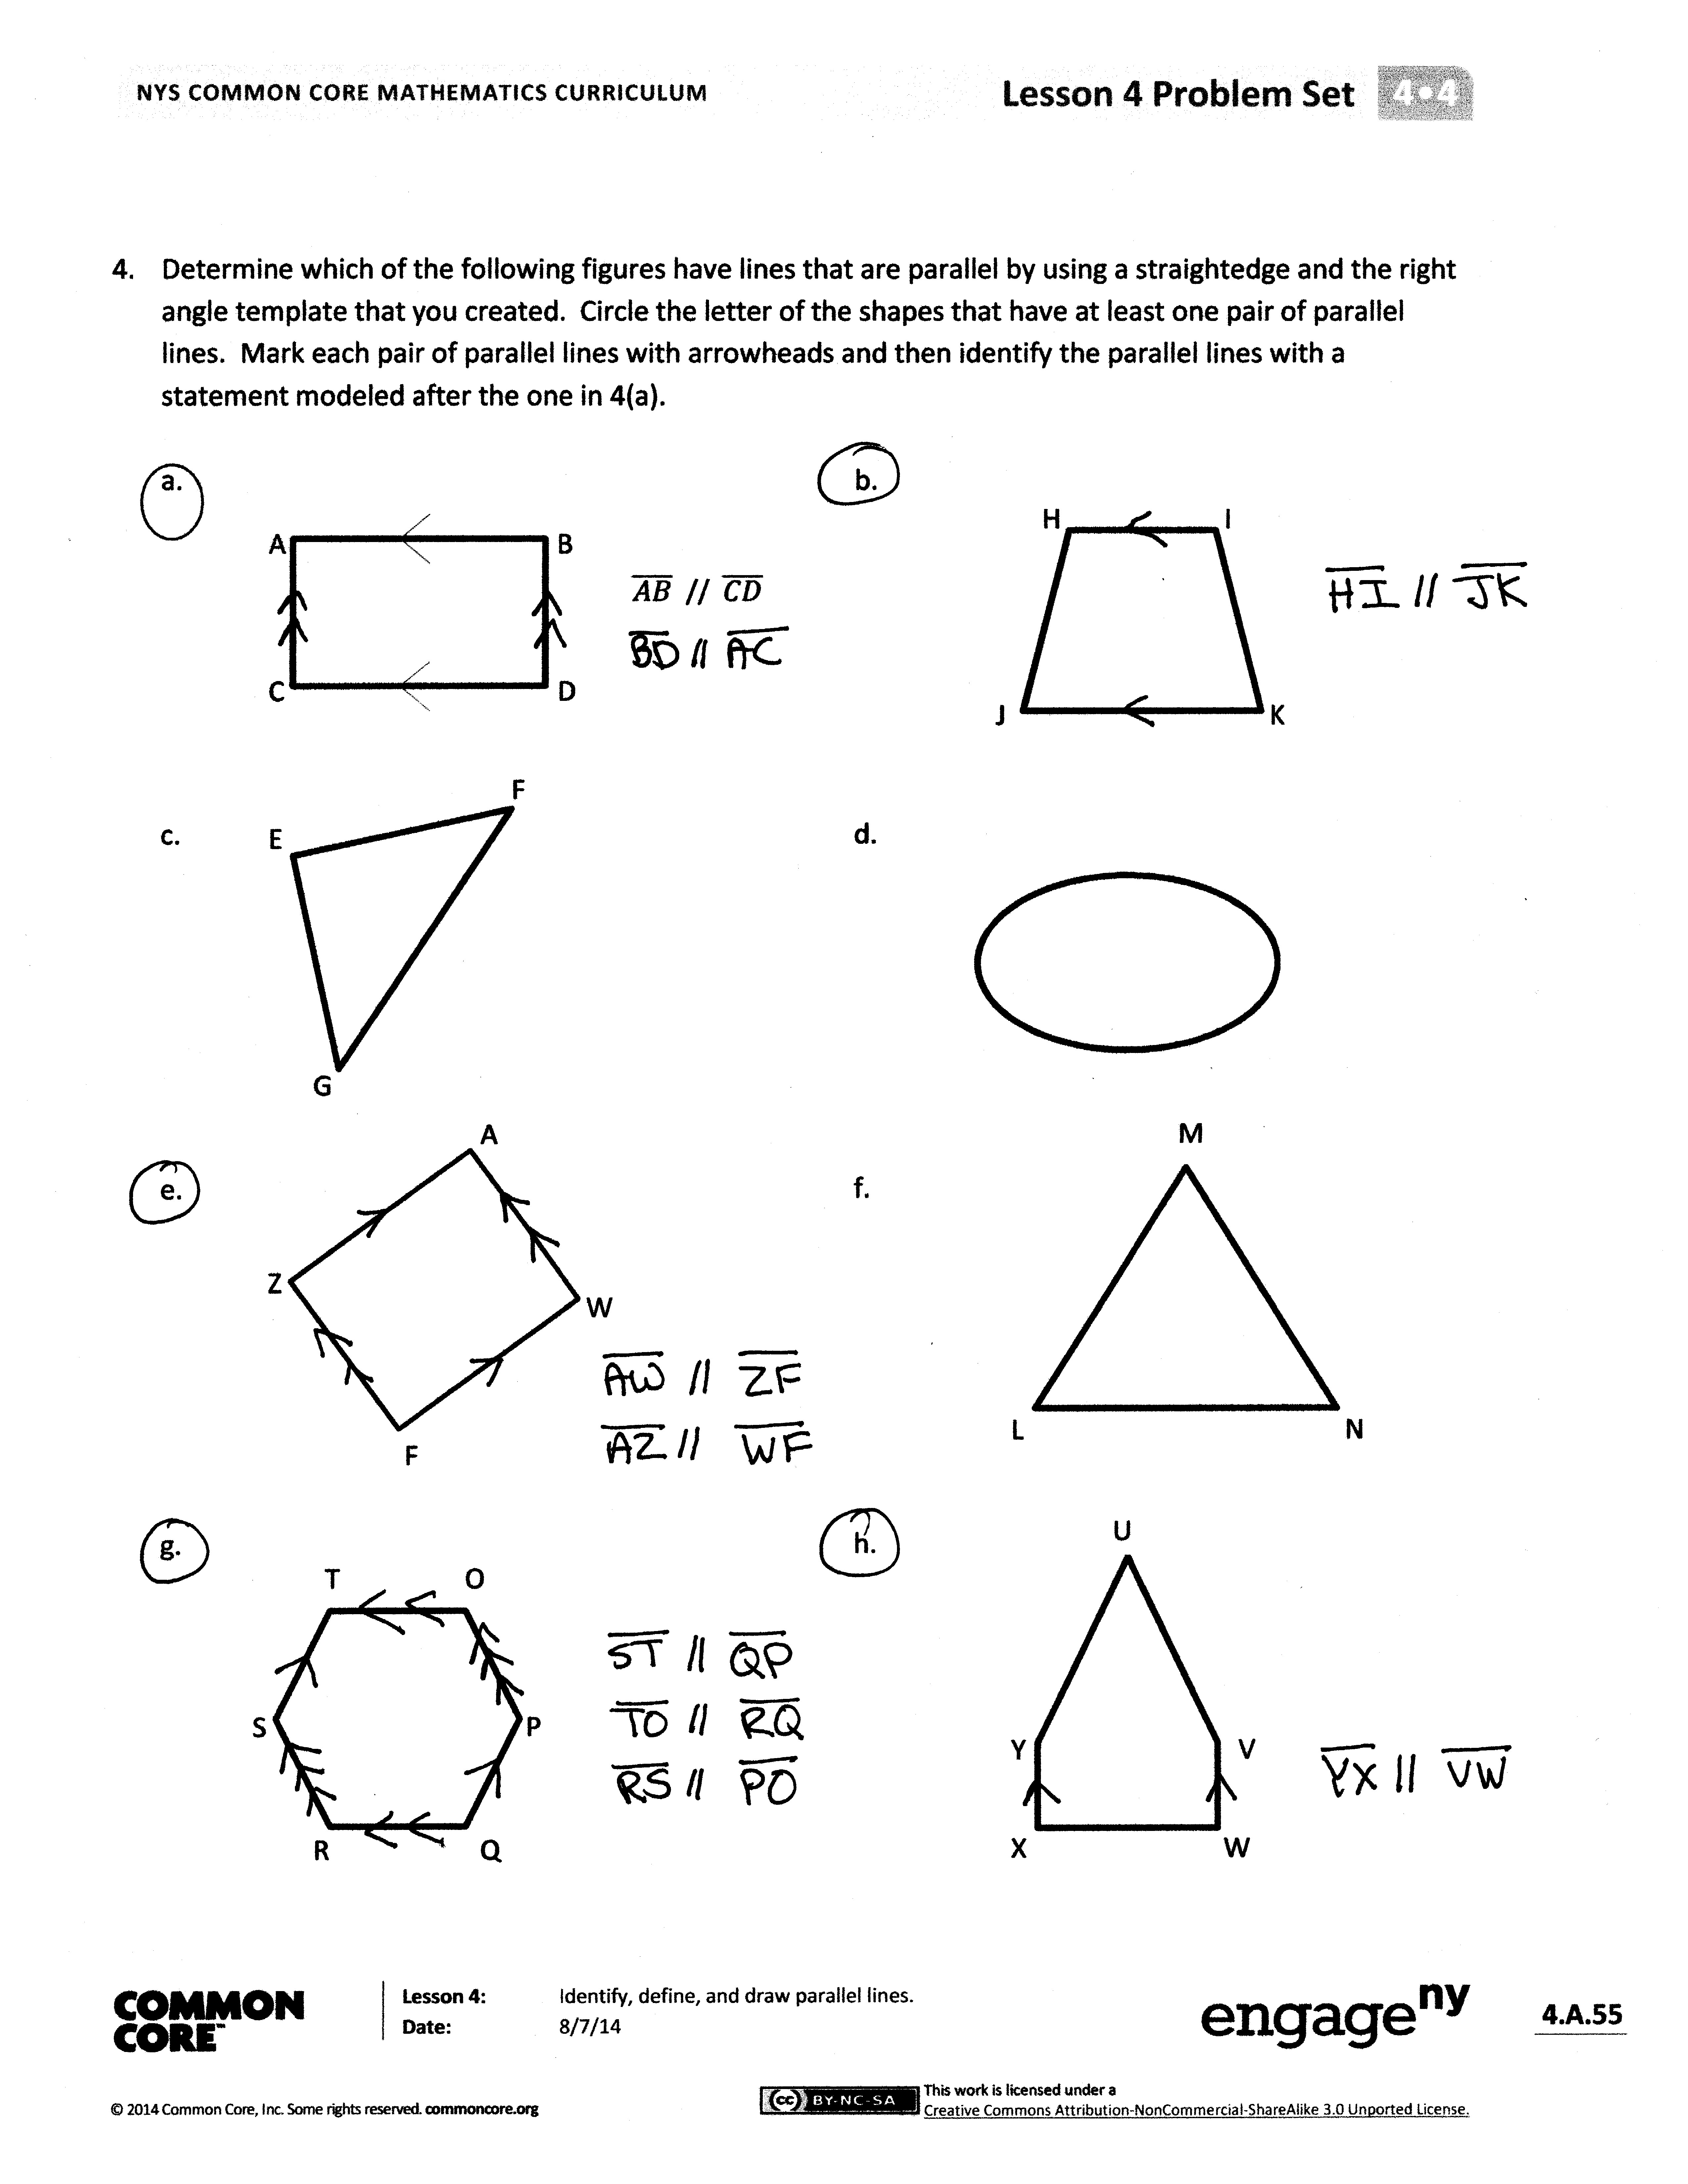 NYS COMMON CORE MATHEMATICS CURRICULUM
Lesson 4 Problem Set 4•4
4. Determine which of the following figures have lines that are parallel by using a straightedge and the right
angle template that you created. Circle the letter of the shapes that have at least one pair of parallel
lines. Mark each pair of parallel lines with arrowheads and then identify the parallel lines with a
statement modeled after the one in 4(a).
a.
A
B
C
D
AB // CD
BD // AC
b.
H
I
J
K
HI // JK
c.
E
F
G
d.
e.
A
Z
W
F
AW // ZF
AZ // WF
f.
M
L
N
g.
T
O
S
P
R
Q
ST // QP
TO // RQ
RS // PO
h.
U
Y
V
X
W
YX // VW
COMMON
CORE™
Lesson 4: Identify, define, and draw parallel lines.
Date: 8/7/14
engage ny
4.A.55
© 2014 Common Core, Inc. Some rights reserved. commoncore.org
cc BY-NC-SA
This work is licensed under a
Creative Commons Attribution-NonCommercial-ShareAlike 3.0 Unported License.